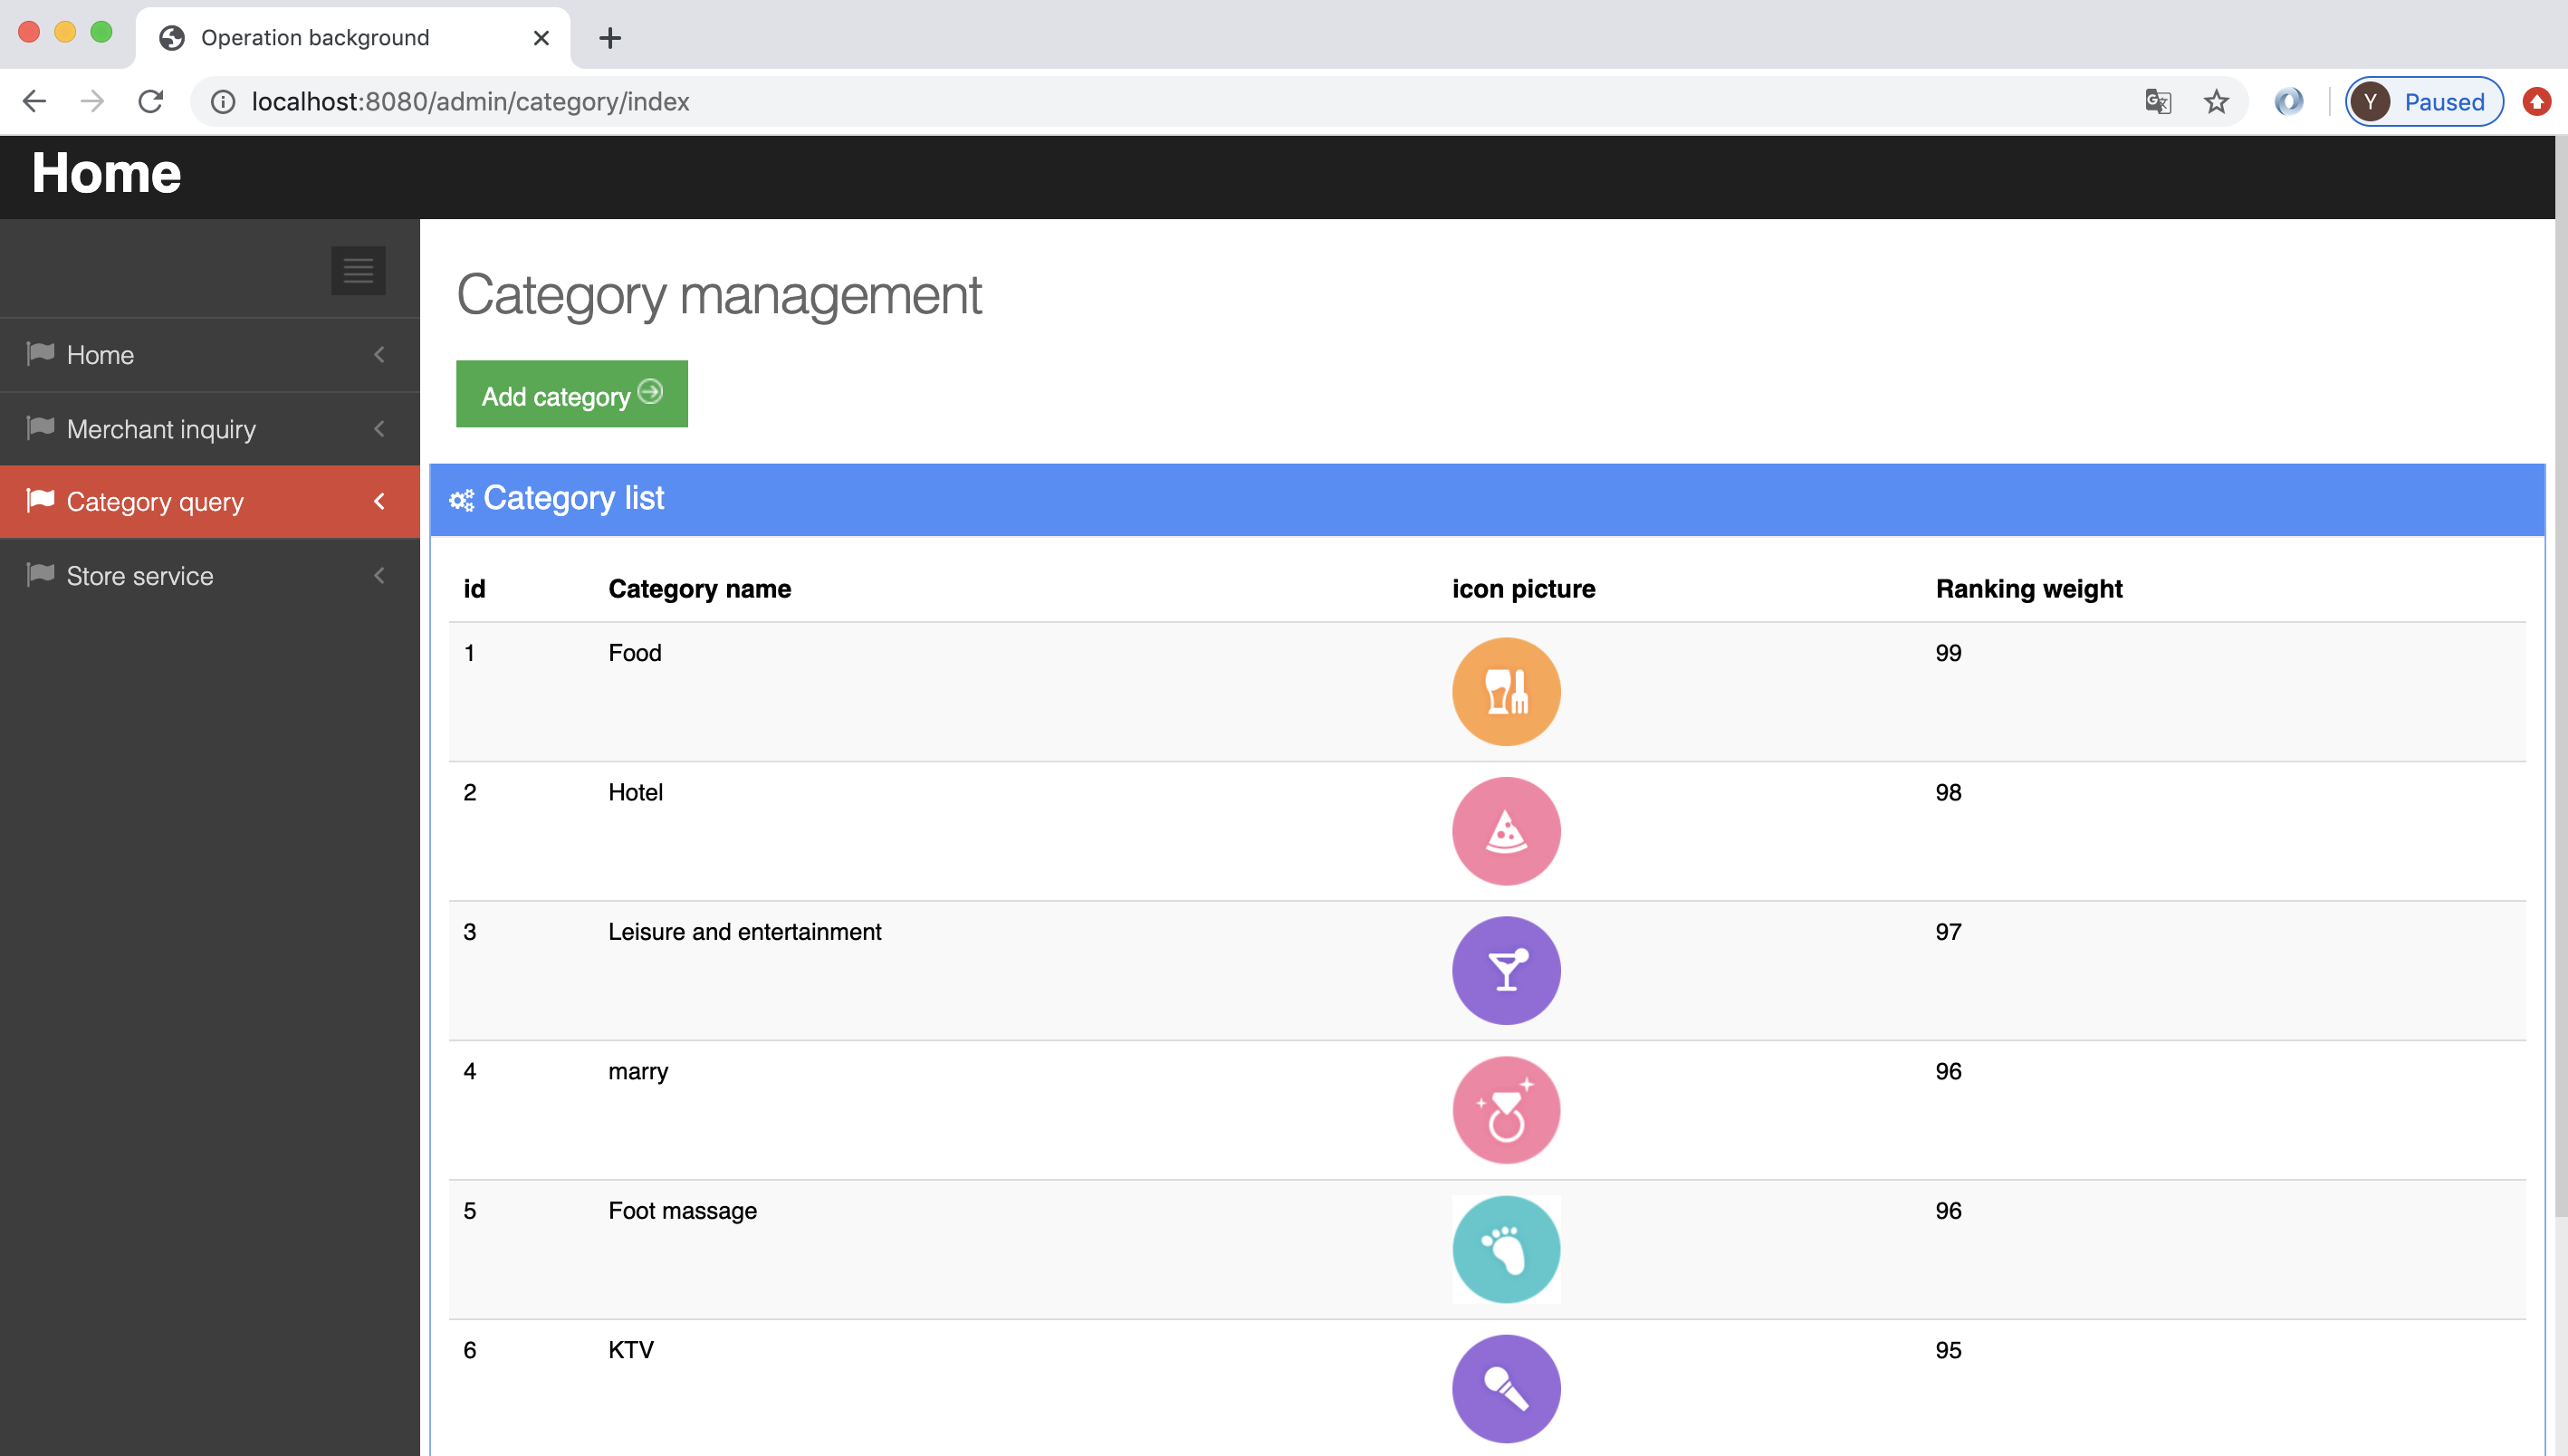 Operation background
localhost:8080/admin/category/index
Y Paused
Home
Category management
Home
Add category
Merchant inquiry
Category query
Category list
Store service
id Category name icon picture Ranking weight
1 Food 99
2 Hotel 98
3 Leisure and entertainment 97
4 marry 96
5 Foot massage 96
6 KTV 95